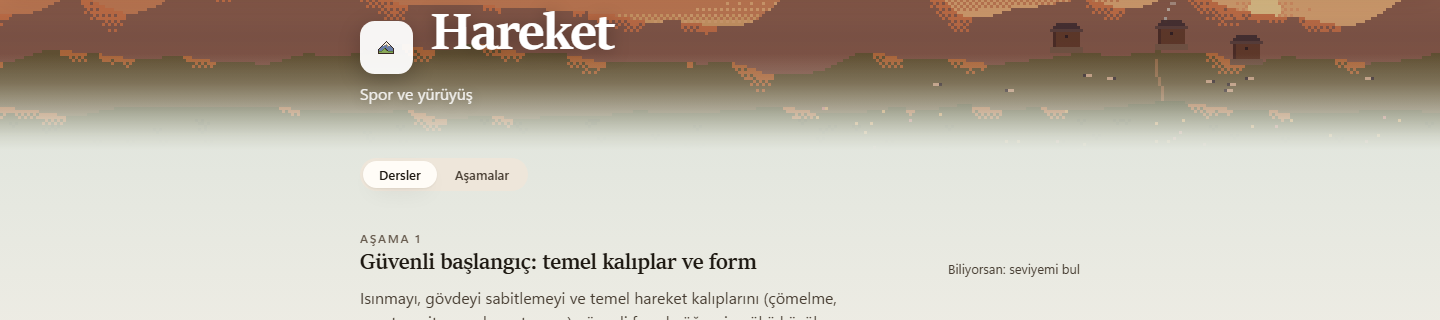 Hareket
Spor ve yürüyüş
Dersler
Aşamalar
AŞAMA 1
Güvenli başlangıç: temel kalıplar ve form
Biliyorsan: seviyemi bul
Isınmayı, gövdeyi sabitlemeyi ve temel hareket kalıplarını (çömelme,